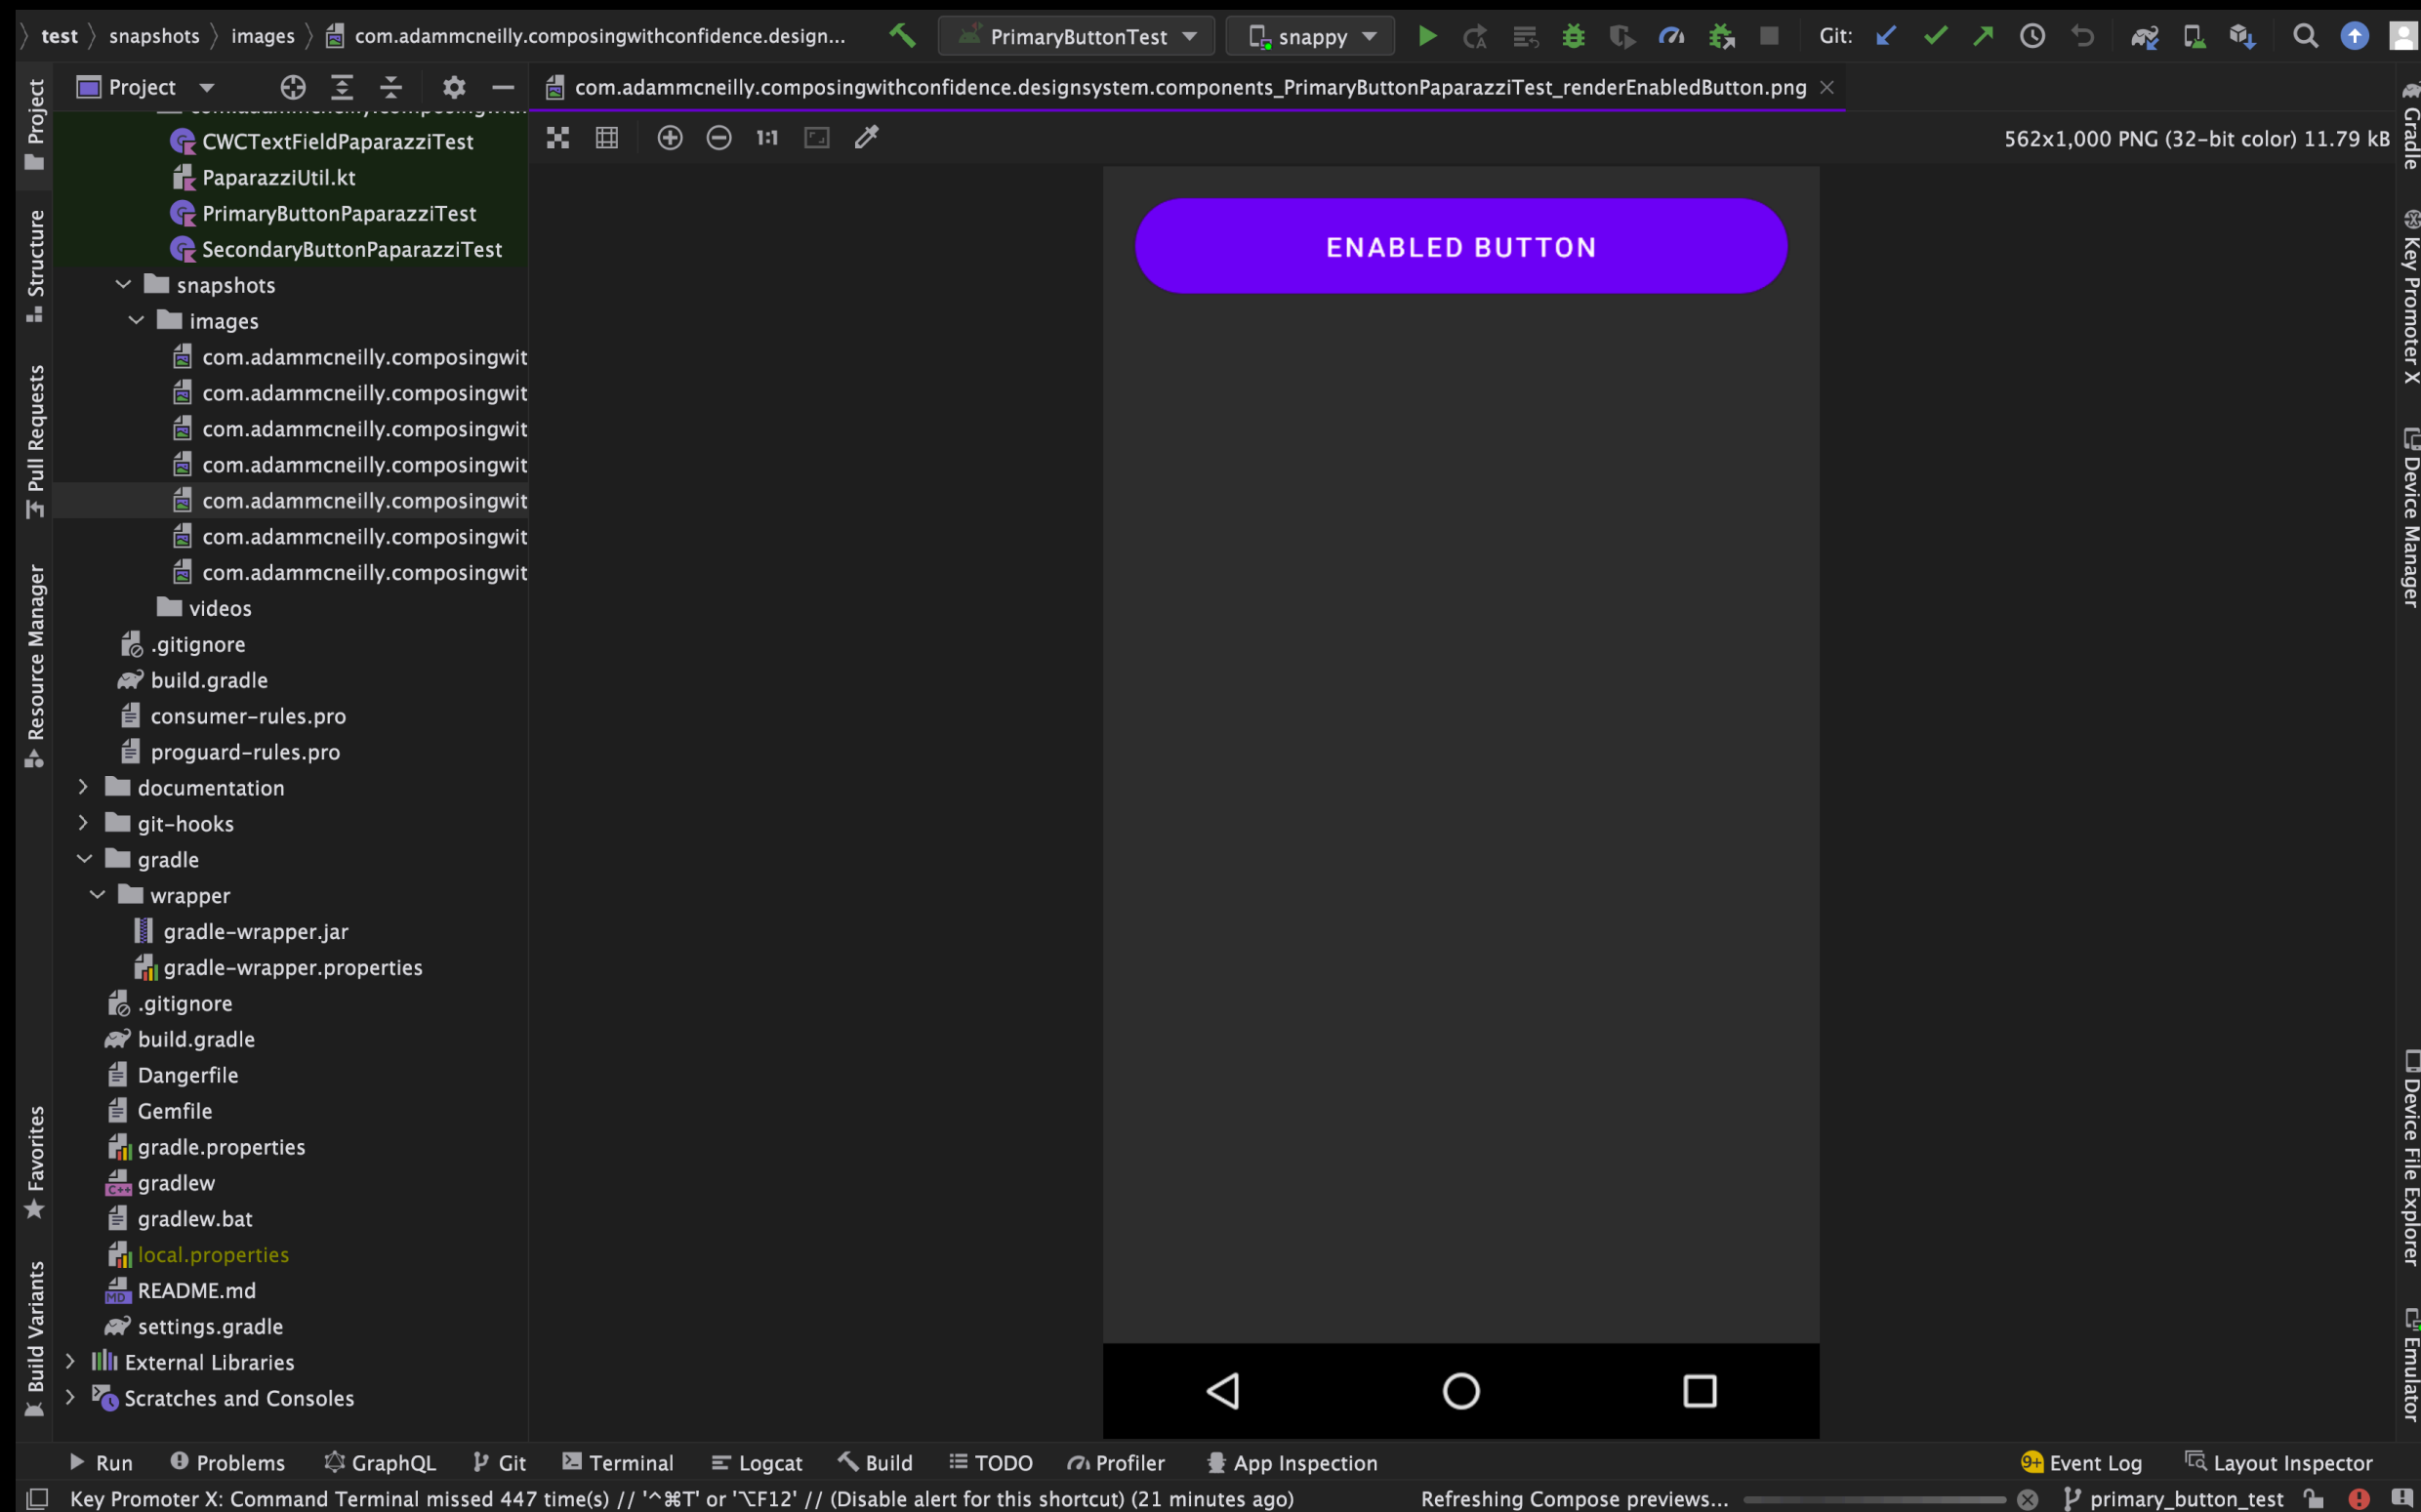 test snapshots images com.adammcneilly.composingwithconfidence.design... PrimaryButtonTest snappy Git:
Project
com.adammcneilly.composingwithconfidence.designsystem.components_PrimaryButtonPaparazziTest_renderEnabledButton.png
1:1
562x1,000 PNG (32-bit color) 11.79 kB
CWCTextFieldPaparazziTest
PaparazziUtil.kt
PrimaryButtonPaparazziTest
SecondaryButtonPaparazziTest
snapshots
images
com.adammcneilly.composingwit
com.adammcneilly.composingwit
com.adammcneilly.composingwit
com.adammcneilly.composingwit
com.adammcneilly.composingwit
com.adammcneilly.composingwit
com.adammcneilly.composingwit
videos
.gitignore
build.gradle
consumer-rules.pro
proguard-rules.pro
documentation
git-hooks
gradle
wrapper
gradle-wrapper.jar
gradle-wrapper.properties
.gitignore
build.gradle
Dangerfile
Gemfile
gradle.properties
gradlew
gradlew.bat
local.properties
README.md
settings.gradle
External Libraries
Scratches and Consoles
ENABLED BUTTON
Project
Structure
Pull Requests
Resource Manager
Favorites
Build Variants
Gradle
Key Promoter X
Device Manager
Device File Explorer
Emulator
Run Problems GraphQL Git Terminal Logcat Build TODO Profiler App Inspection 9+ Event Log Layout Inspector
Key Promoter X: Command Terminal missed 447 time(s) // '^⌘T' or '⌥F12' // (Disable alert for this shortcut) (21 minutes ago) Refreshing Compose previews... primary_button_test